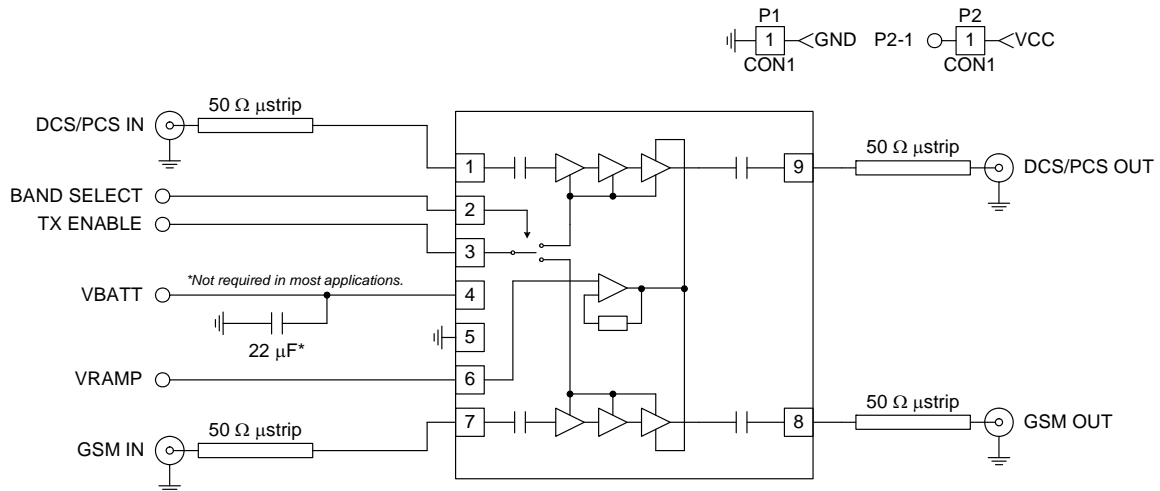 P1
1
GND
CON1
P2-1
P2
1
VCC
CON1
DCS/PCS IN
50 Ω μstrip
BAND SELECT
TX ENABLE
*Not required in most applications.
VBATT
22 μF*
VRAMP
GSM IN
50 Ω μstrip
1
2
3
4
5
6
7
9
8
50 Ω μstrip
DCS/PCS OUT
50 Ω μstrip
GSM OUT